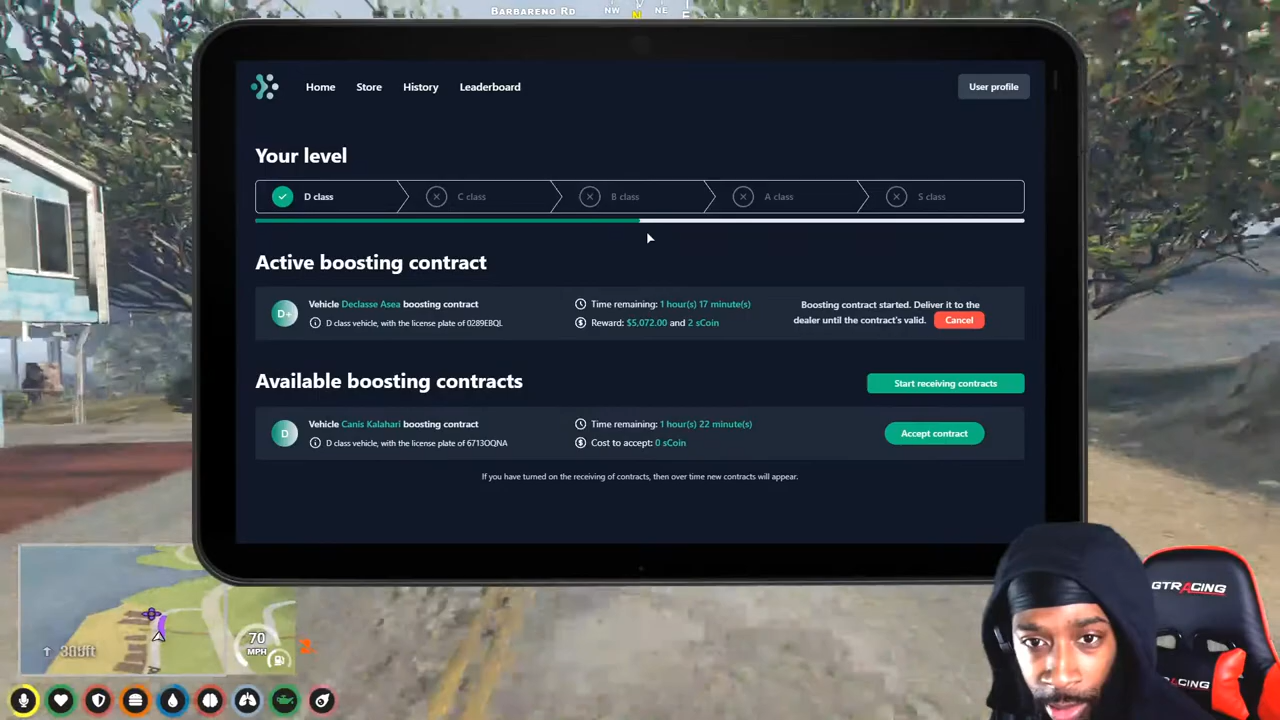 BARBARENO RD NW N NE E
Home Store History Leaderboard User profile
Your level
D class C class B class A class S class
Active boosting contract
D+
Vehicle Declasse Asea boosting contract
D class vehicle, with the license plate of 0289EBQL
Time remaining: 1 hour(s) 17 minute(s)
Reward: $5,072.00 and 2 sCoin
Boosting contract started. Deliver it to the
dealer until the contract's valid. Cancel
Available boosting contracts
Start receiving contracts
D
Vehicle Canis Kalahari boosting contract
D class vehicle, with the license plate of 6713OQNA
Time remaining: 1 hour(s) 22 minute(s)
Cost to accept: 0 sCoin
Accept contract
If you have turned on the receiving of contracts, then over time new contracts will appear.
70
MPH
GTRACING